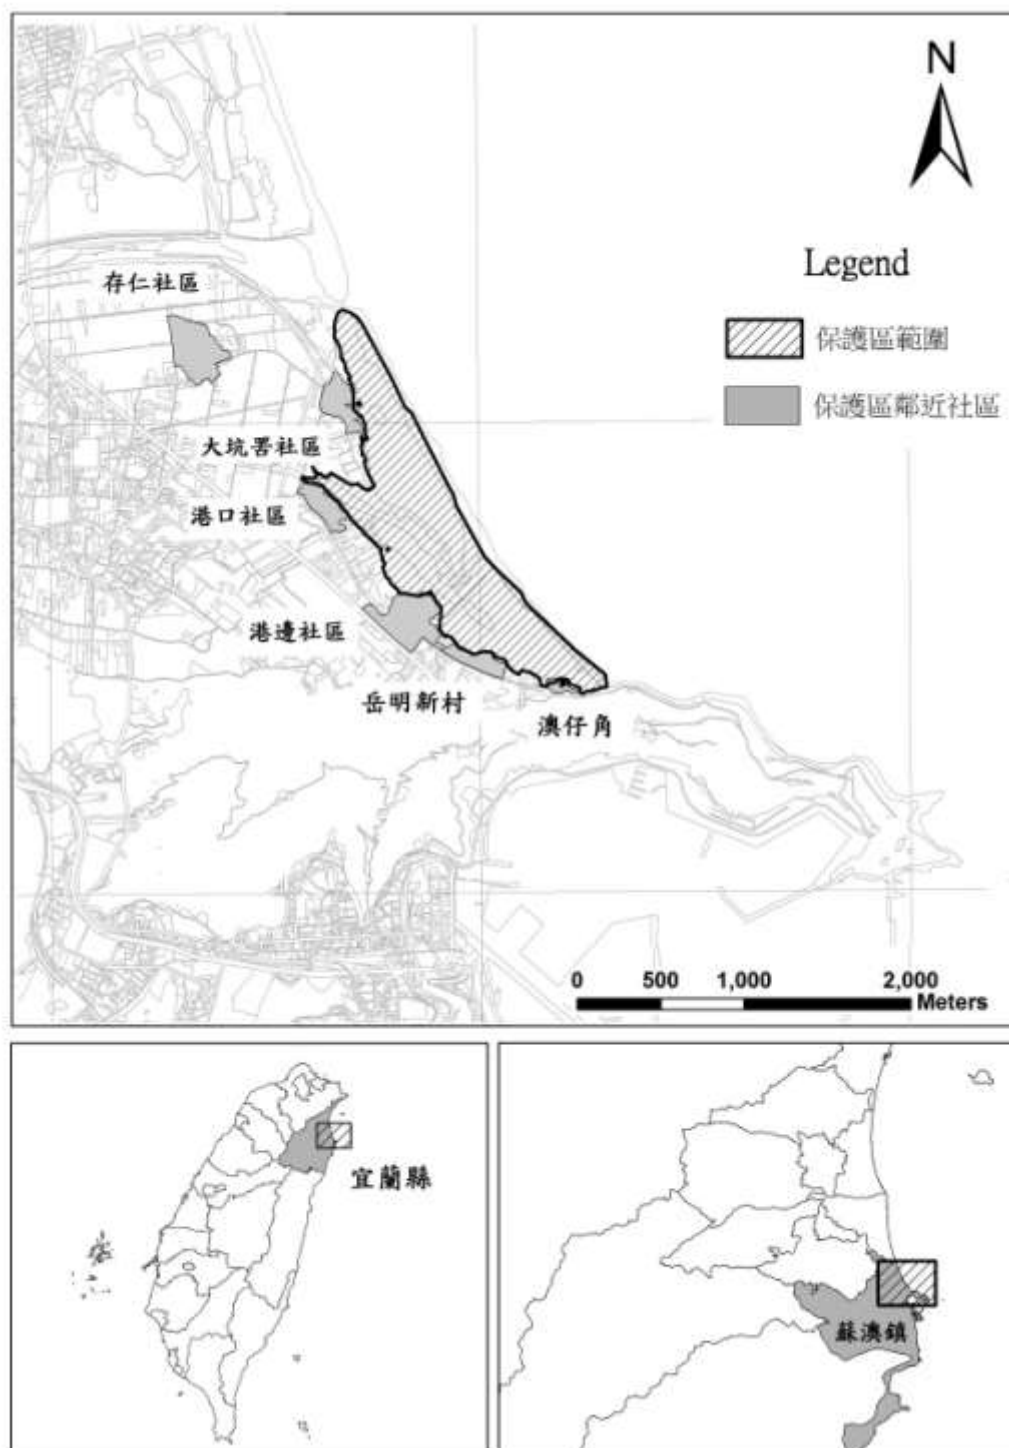 N
Legend
保護區範圍
保護區鄰近社區
存仁社區
大坑罟社區
港口社區
港邊社區
岳明新村
澳仔角
0 500 1,000 2,000
Meters
宜蘭縣
蘇澳鎮